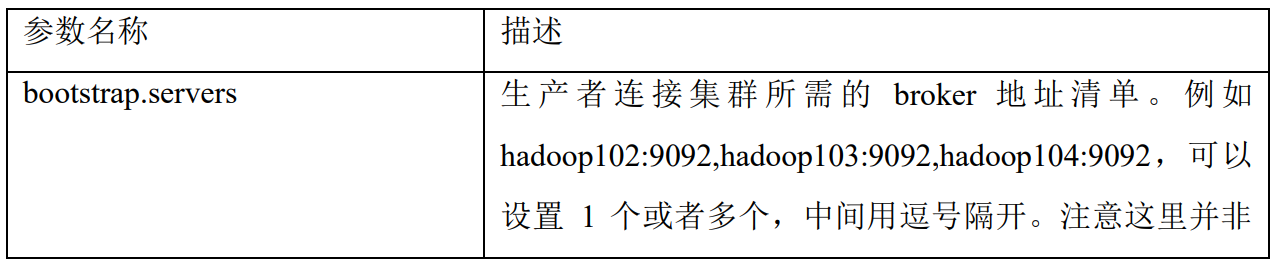 参数名称 描述
bootstrap.servers 生产者连接集群所需的 broker 地址清单。例如
hadoop102:9092,hadoop103:9092,hadoop104:9092，可以
设置 1 个或者多个，中间用逗号隔开。注意这里并非